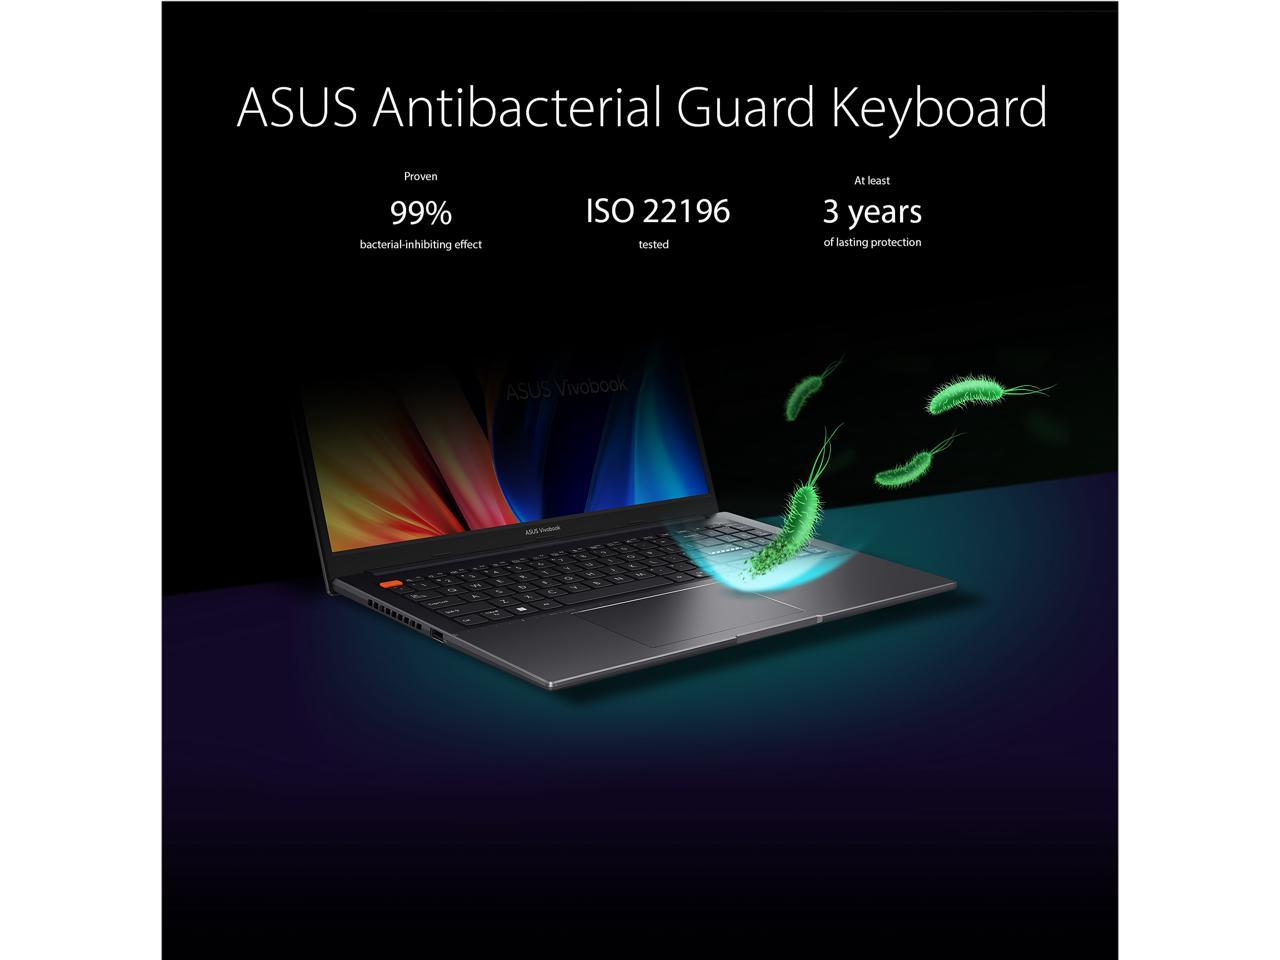 ASUS Antibacterial Guard Keyboard
Proven
99%
bacterial-inhibiting effect
ISO 22196
tested
At least
3 years
of lasting protection
ASUS Vivobook
ASUS Vivobook